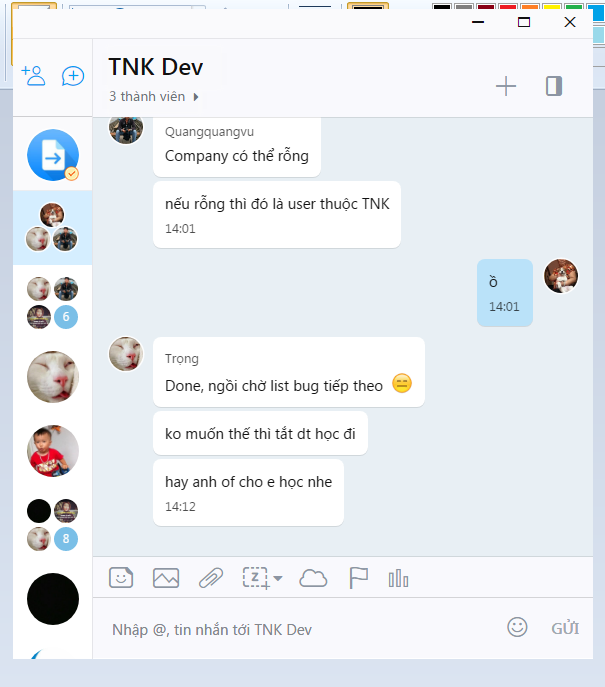 TNK Dev
3 thành viên
Quangquangvu
Company có thể rỗng
nếu rỗng thì đó là user thuộc TNK
14:01
ồ
14:01
Trọng
Done, ngồi chờ list bug tiếp theo
ko muốn thế thì tắt dt học đi
hay anh of cho e học nhe
14:12
6
8
Z
Nhập @, tin nhắn tới TNK Dev
GỬI